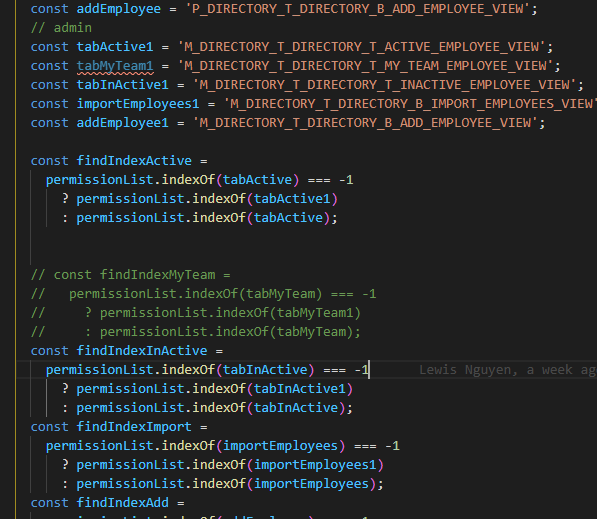 const addEmployee = 'P_DIRECTORY_T_DIRECTORY_B_ADD_EMPLOYEE_VIEW';
// admin
const tabActive1 = 'M_DIRECTORY_T_DIRECTORY_T_ACTIVE_EMPLOYEE_VIEW';
const tabMyTeam1 = 'M_DIRECTORY_T_DIRECTORY_T_MY_TEAM_EMPLOYEE_VIEW';
const tabInActive1 = 'M_DIRECTORY_T_DIRECTORY_T_INACTIVE_EMPLOYEE_VIEW';
const importEmployees1 = 'M_DIRECTORY_T_DIRECTORY_B_IMPORT_EMPLOYEES_VIEW'
const addEmployee1 = 'M_DIRECTORY_T_DIRECTORY_B_ADD_EMPLOYEE_VIEW';
const findIndexActive =
permissionList.indexOf(tabActive) === -1
? permissionList.indexOf(tabActive1)
: permissionList.indexOf(tabActive);
// const findIndexMyTeam =
//   permissionList.indexOf(tabMyTeam) === -1
//     ? permissionList.indexOf(tabMyTeam1)
//     : permissionList.indexOf(tabMyTeam);
const findIndexInActive =
permissionList.indexOf(tabInActive) === -1 Lewis Nguyen, a week ag
? permissionList.indexOf(tabInActive1)
: permissionList.indexOf(tabInActive);
const findIndexImport =
permissionList.indexOf(importEmployees) === -1
? permissionList.indexOf(importEmployees1)
: permissionList.indexOf(importEmployees);
const findIndexAdd =